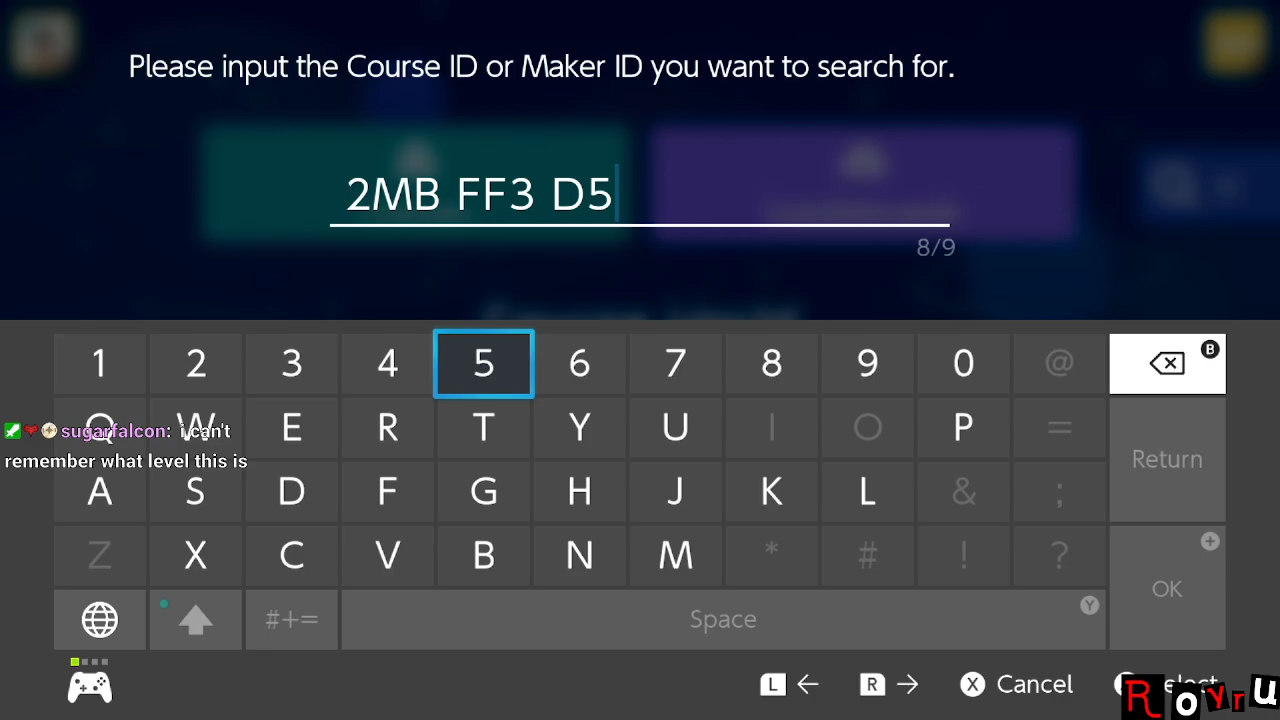 Please input the Course ID or Maker ID you want to search for.
2MB FF3 D5
8/9
1 2 3 4 5 6 7 8 9 0 @ B
Q W E R T Y U I O P = Return
sugarfalcon: i can't
remember what level this is
A S D F G H J K L & ;
Z X C V B N M * # ! ? + OK
#+= Space Y
L ← R → X Cancel Select
Royru